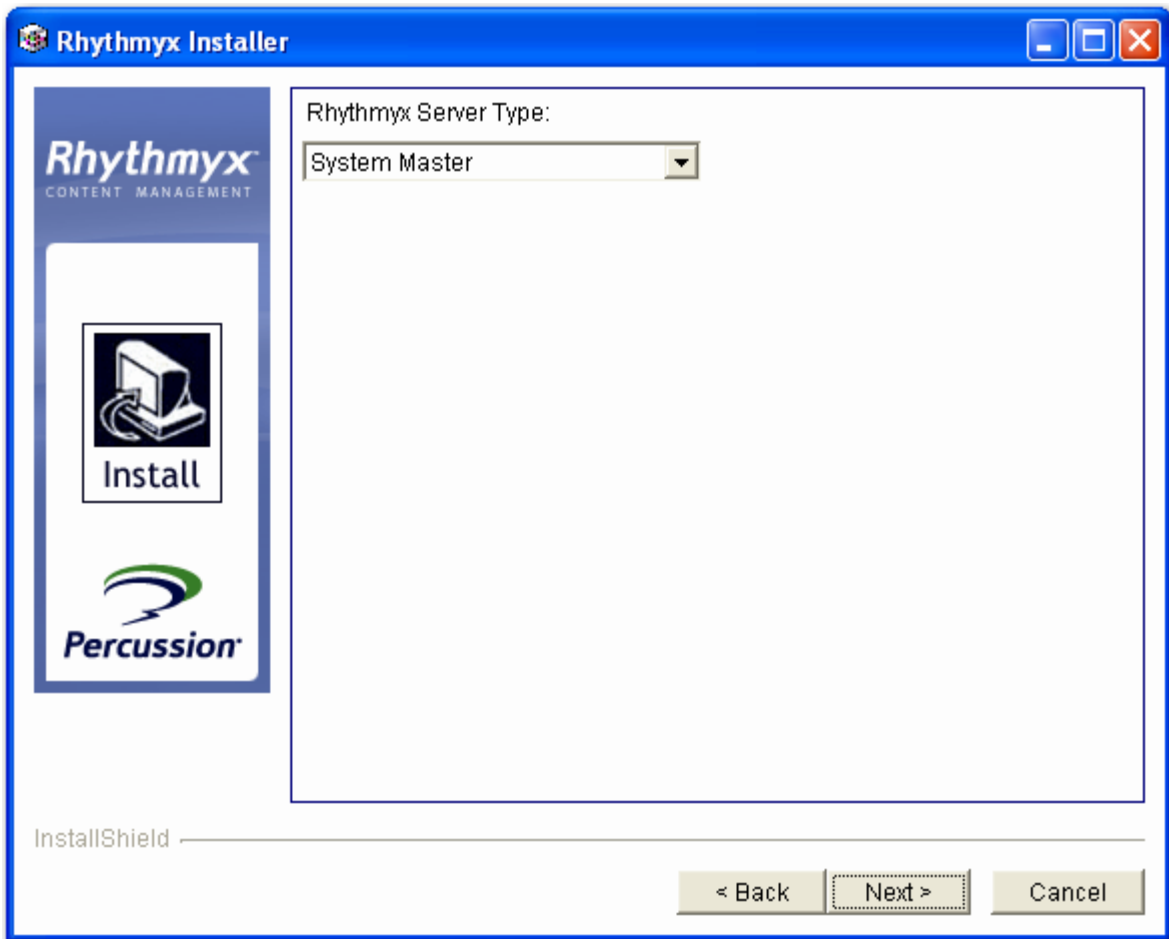 Rhythmyx Installer
Rhythmyx
CONTENT MANAGEMENT
Install
Percussion
Rhythmyx Server Type:
System Master
InstallShield
< Back
Next >
Cancel